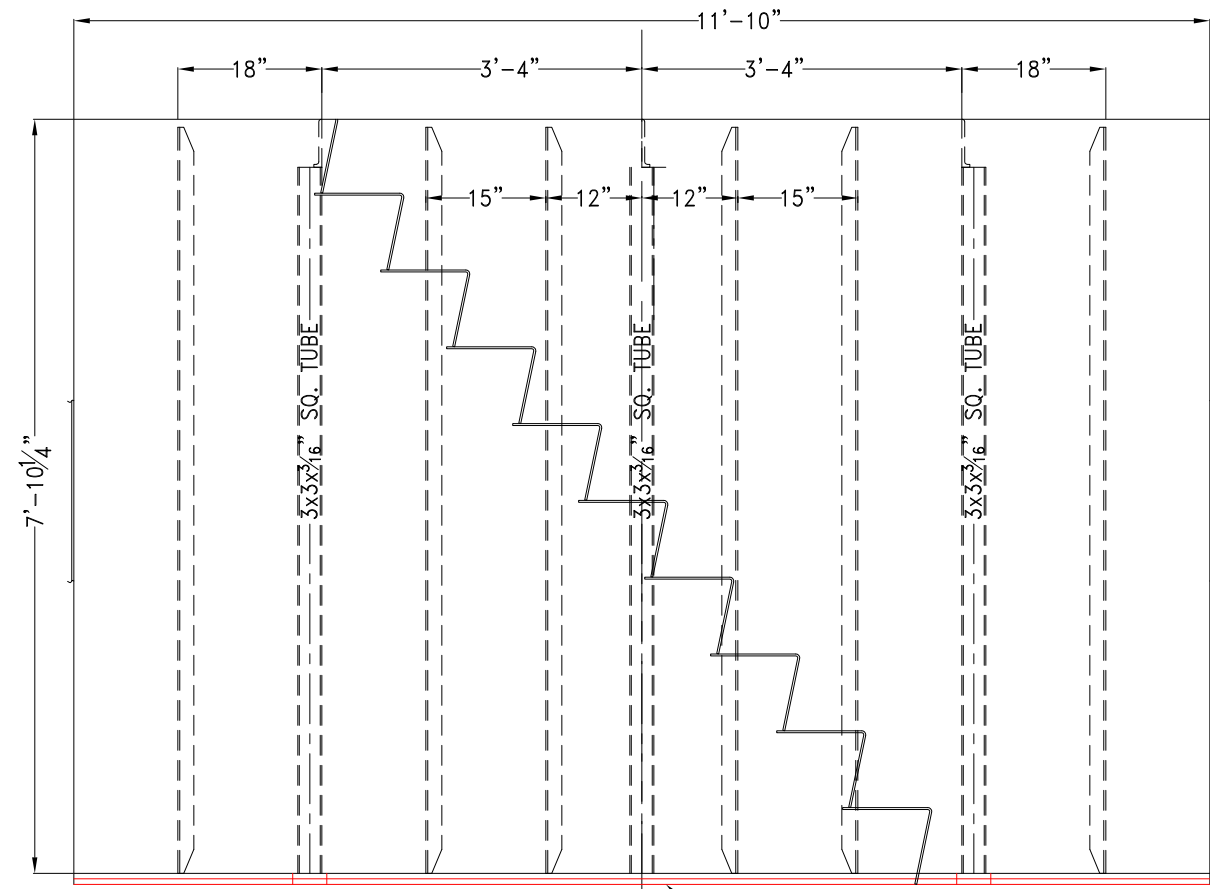 11'-10"
18" 3'-4" 3'-4" 18"
15" 12" 12" 15"
7'-10¼"
3x3x³⁄₁₆" SQ. TUBE
3x3x³⁄₁₆" SQ. TUBE
3x3x³⁄₁₆" SQ. TUBE